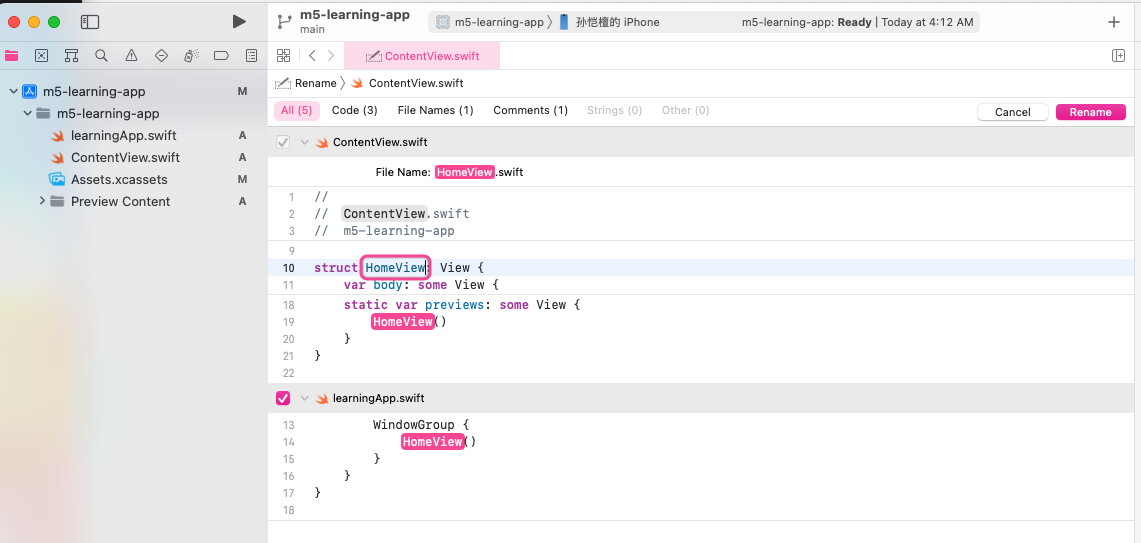 m5-learning-app
main
m5-learning-app 〉 孙恺檀的 iPhone
m5-learning-app: Ready | Today at 4:12 AM
ContentView.swift
m5-learning-app M
m5-learning-app
learningApp.swift A
ContentView.swift A
Assets.xcassets M
Preview Content A
Rename 〉 ContentView.swift
All (5) Code (3) File Names (1) Comments (1) Strings (0) Other (0) Cancel Rename
ContentView.swift
File Name: HomeView.swift
1 //
2 //  ContentView.swift
3 //  m5-learning-app
9
10 struct HomeView: View {
11     var body: some View {
18     static var previews: some View {
19         HomeView()
20     }
21 }
22
learningApp.swift
13         WindowGroup {
14             HomeView()
15         }
16     }
17 }
18